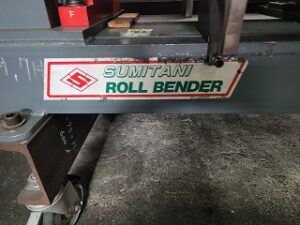 S
SUMITANI
ROLL BENDER